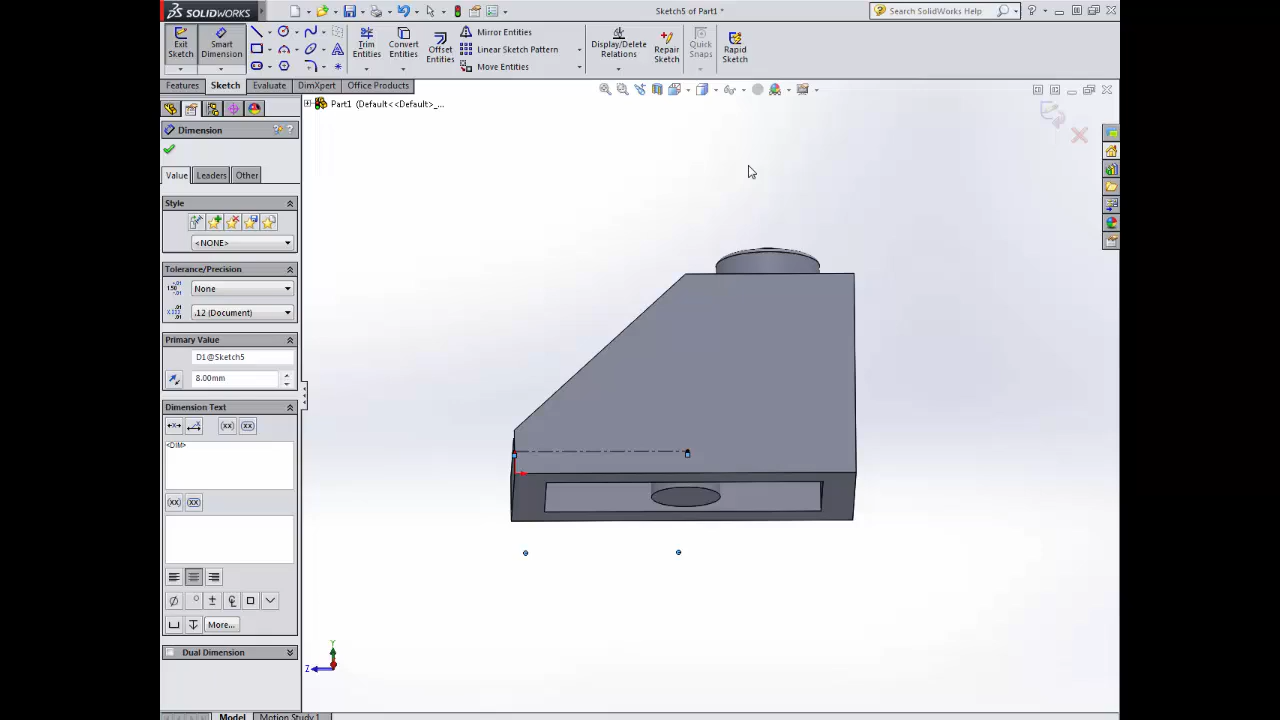 SOLIDWORKS
Sketch5 of Part1 *
Search SolidWorks Help
Exit Sketch
Smart Dimension
Trim Entities
Convert Entities
Offset Entities
Mirror Entities
Linear Sketch Pattern
Move Entities
Display/Delete Relations
Repair Sketch
Quick Snaps
Rapid Sketch
Features Sketch Evaluate DimXpert Office Products
Part1 (Default<<Default>_...
Dimension
Value Leaders Other
Style
<NONE>
Tolerance/Precision
None
.12 (Document)
Primary Value
D1@Sketch5
8.00mm
Dimension Text
<DIM>
More...
Dual Dimension
Y
Z
Model Motion Study 1